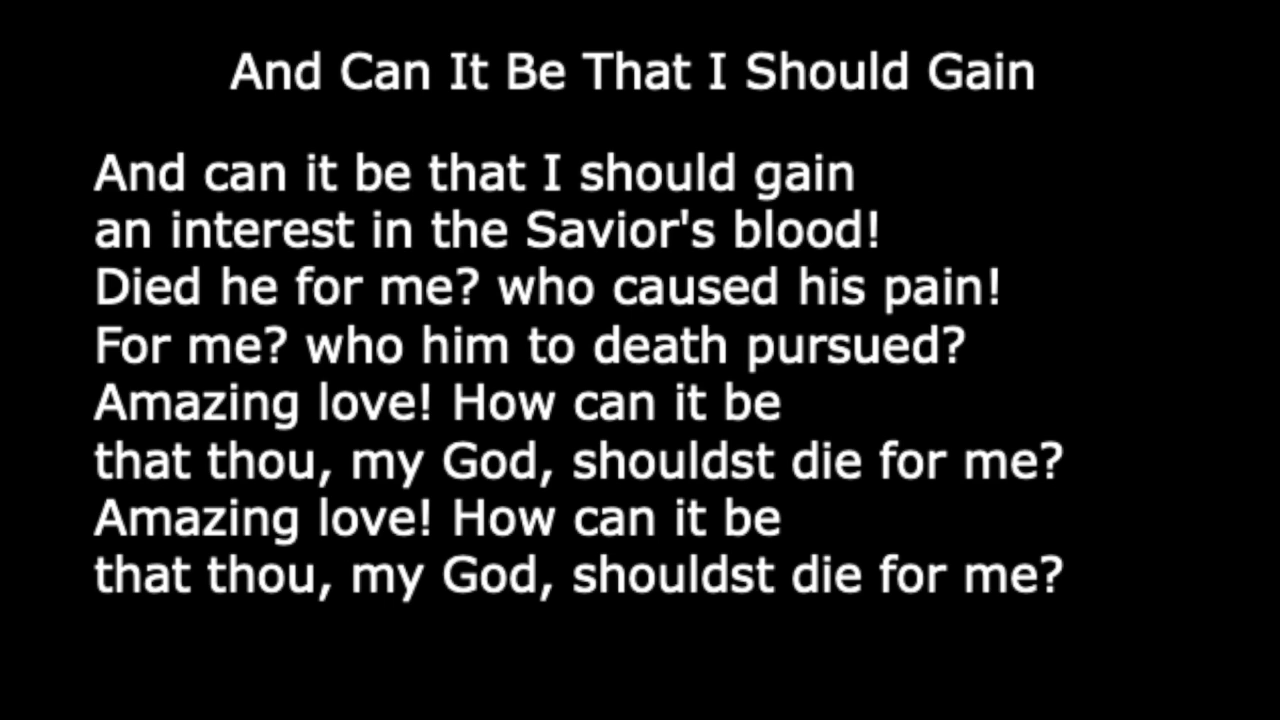 And Can It Be That I Should Gain
And can it be that I should gain
an interest in the Savior's blood!
Died he for me? who caused his pain!
For me? who him to death pursued?
Amazing love! How can it be
that thou, my God, shouldst die for me?
Amazing love! How can it be
that thou, my God, shouldst die for me?